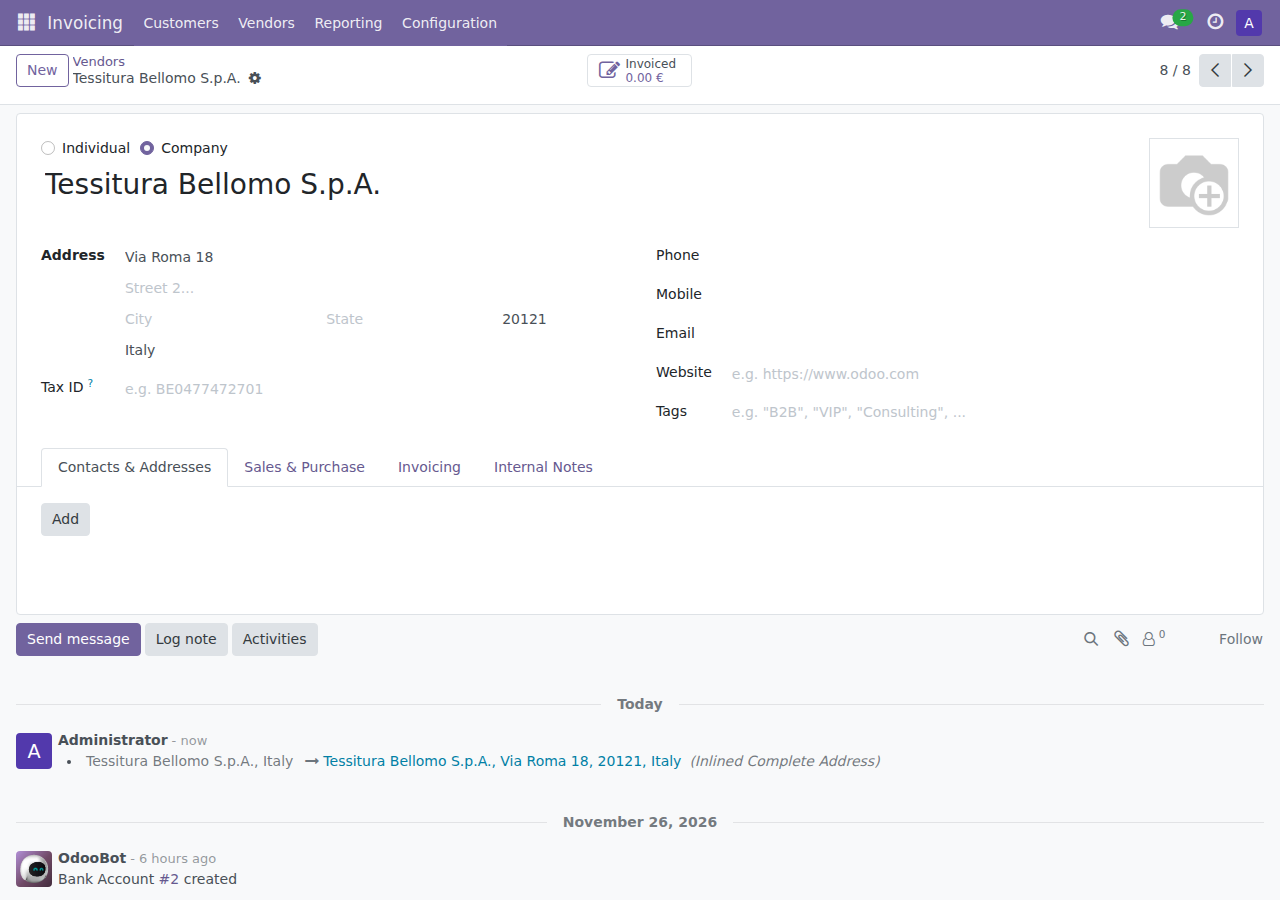 Invoicing Customers Vendors Reporting Configuration 2 A
New Vendors
Tessitura Bellomo S.p.A.
Invoiced
0.00 €
8 / 8
Individual Company
Tessitura Bellomo S.p.A.
Address Via Roma 18
Street 2...
City State 20121
Italy
Tax ID ? e.g. BE0477472701
Phone
Mobile
Email
Website e.g. https://www.odoo.com
Tags e.g. "B2B", "VIP", "Consulting", ...
Contacts & Addresses Sales & Purchase Invoicing Internal Notes
Add
Send message Log note Activities 0 Follow
Today
A Administrator - now
• Tessitura Bellomo S.p.A., Italy → Tessitura Bellomo S.p.A., Via Roma 18, 20121, Italy (Inlined Complete Address)
November 26, 2026
OdooBot - 6 hours ago
Bank Account #2 created